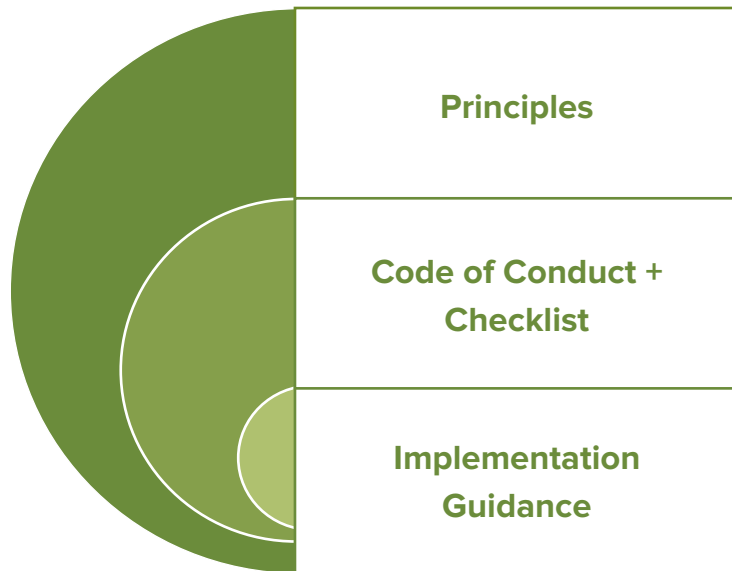 Principles
Code of Conduct +
Checklist
Implementation
Guidance